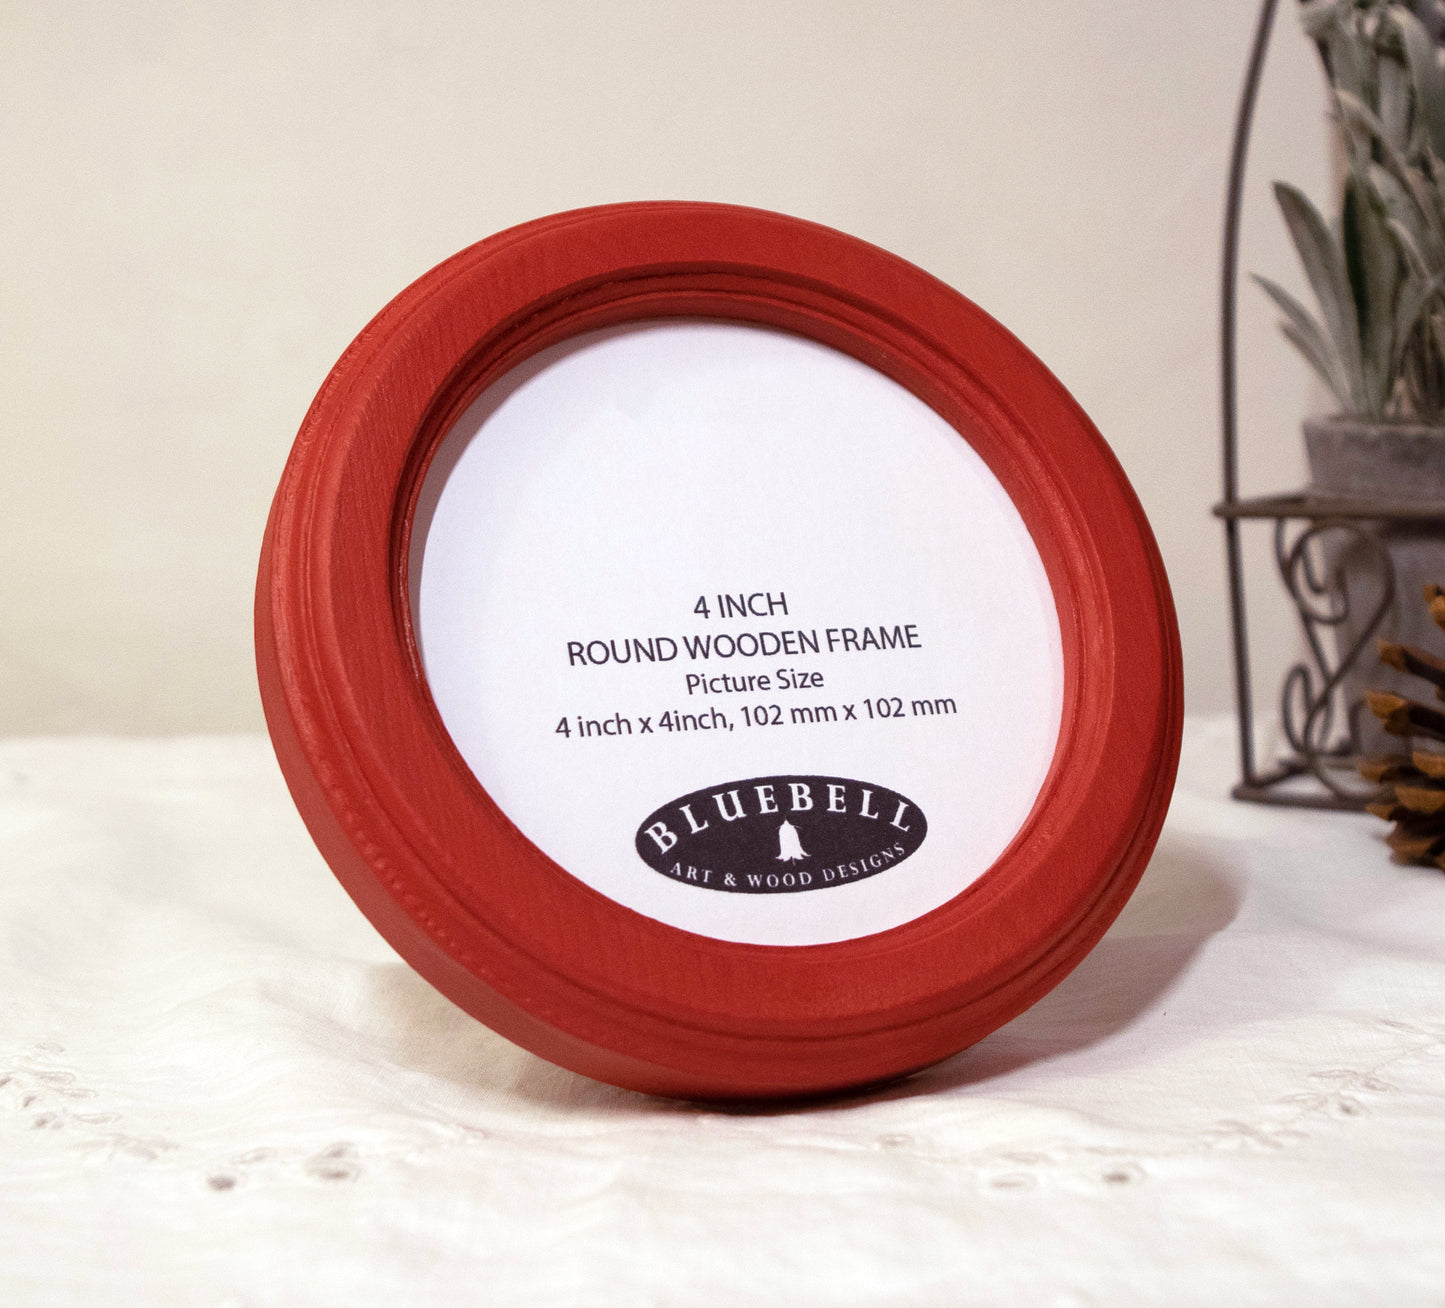 4 INCH
ROUND WOODEN FRAME
Picture Size
4 inch x 4inch, 102 mm x 102 mm
BLUEBELL
ART & WOOD DESIGNS